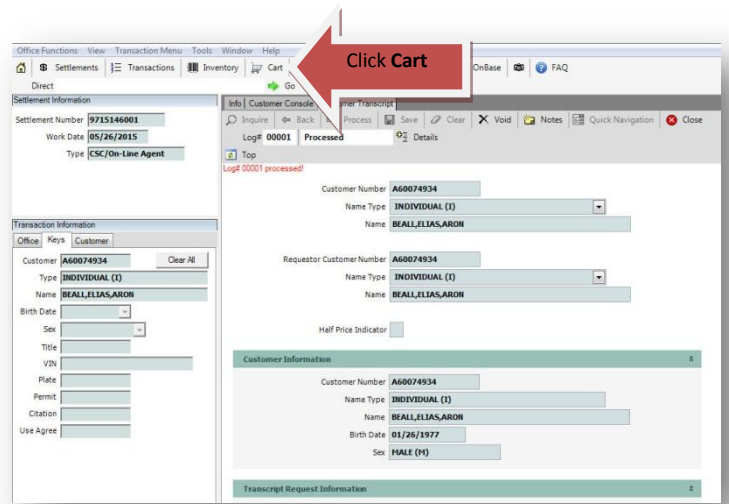 Click Cart
Office Functions View Transaction Menu Tools Window Help
Settlements Transactions Inventory Cart OnBase FAQ
Direct Go
Settlement Information
Settlement Number 9715146001
Work Date 05/26/2015
Type CSC/On-Line Agent
Info Customer Console Transcript
Inquire Back Process Save Clear Void Notes Quick Navigation Close
Log# 00001 Processed Details
Top
Log# 00001 processed!
Customer Number A60074934
Name Type INDIVIDUAL (I)
Name BEALL,ELIAS,ARON
Requestor Customer Number A60074934
Name Type INDIVIDUAL (I)
Name BEALL,ELIAS,ARON
Half Price Indicator
Transaction Information
Office Keys Customer
Customer A60074934 Clear All
Type INDIVIDUAL (I)
Name BEALL,ELIAS,ARON
Birth Date
Sex
Title
VIN
Plate
Permit
Citation
Use Agree
Customer Information
Customer Number A60074934
Name Type INDIVIDUAL (I)
Name BEALL,ELIAS,ARON
Birth Date 01/26/1977
Sex MALE (M)
Transcript Request Information